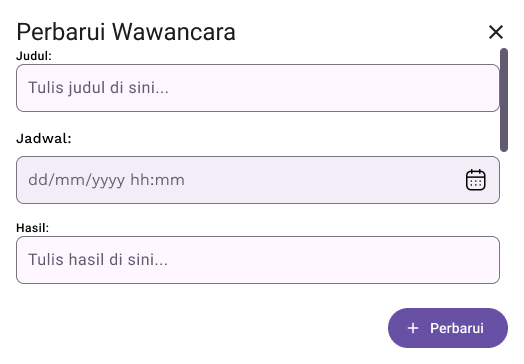 Perbarui Wawancara
Judul:
Tulis judul di sini...
Jadwal:
dd/mm/yyyy hh:mm
Hasil:
Tulis hasil di sini...
+ Perbarui